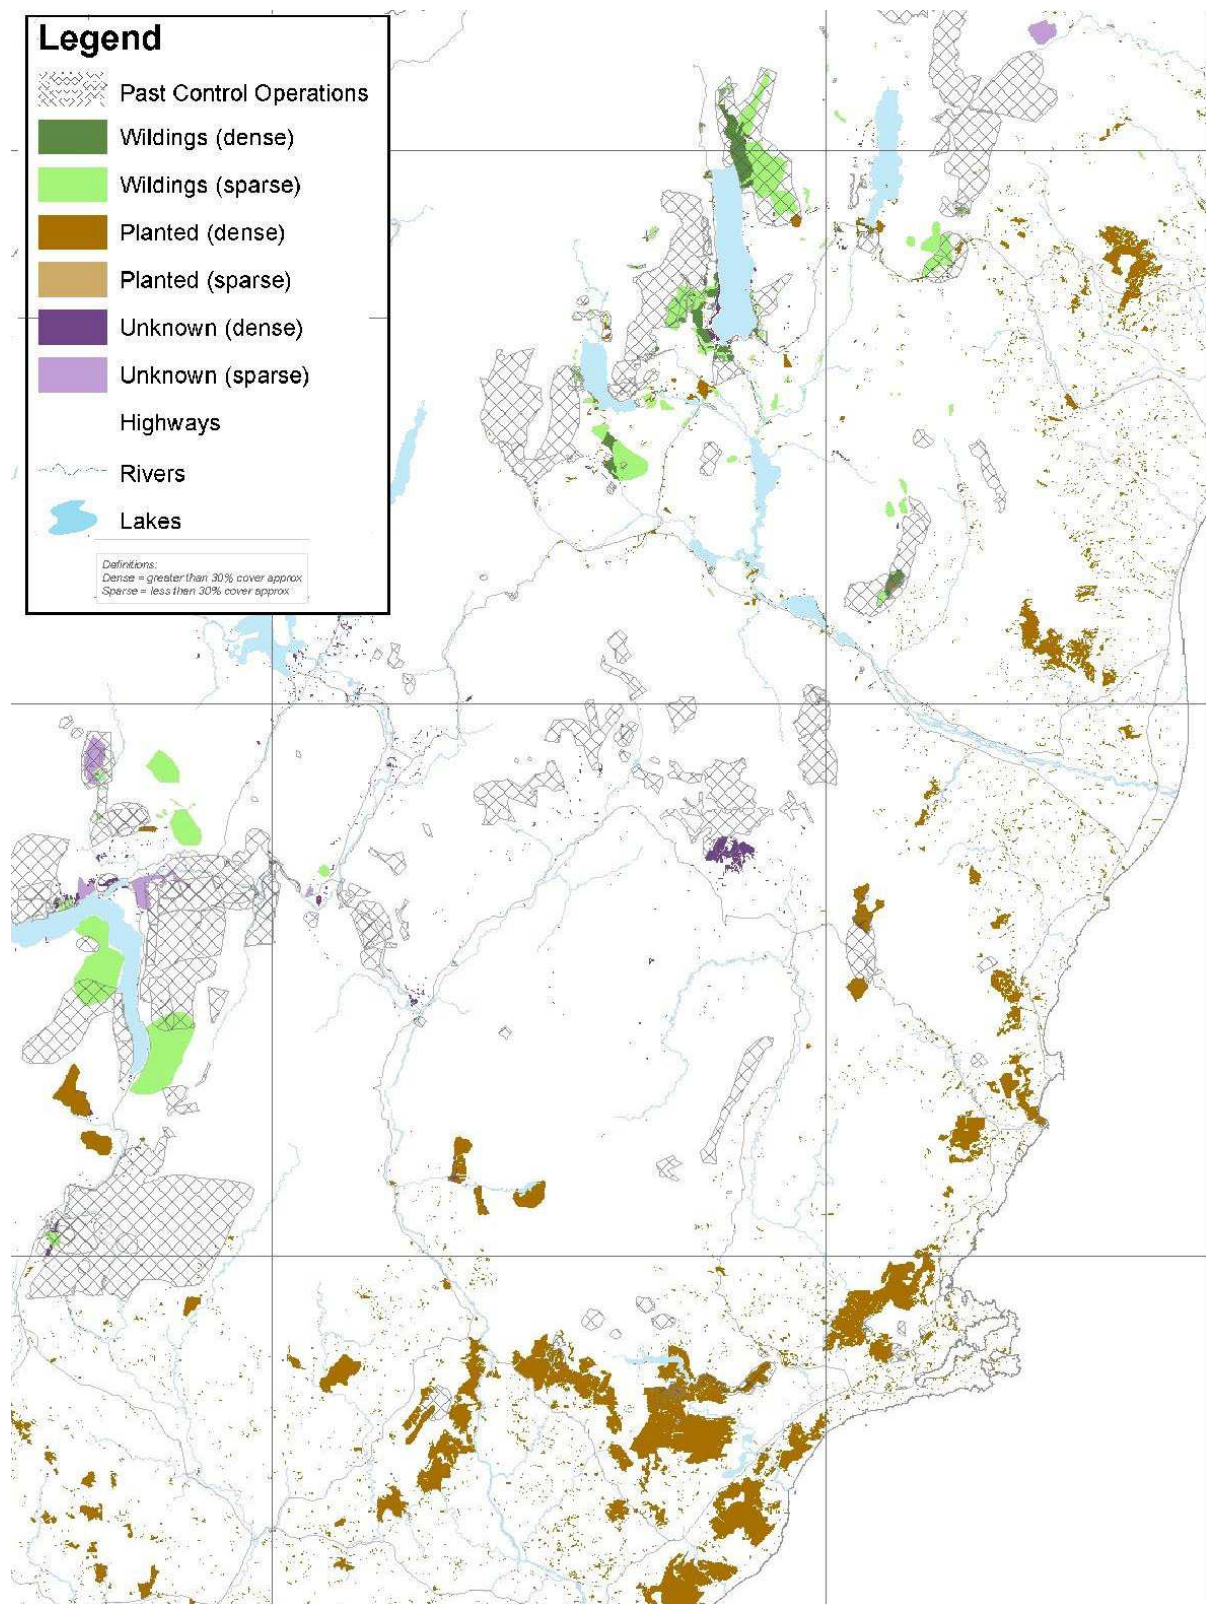 Legend
Past Control Operations
Wildings (dense)
Wildings (sparse)
Planted (dense)
Planted (sparse)
Unknown (dense)
Unknown (sparse)
Highways
Rivers
Lakes
Definitions:
Dense = greater than 30% cover approx
Sparse = less than 30% cover approx